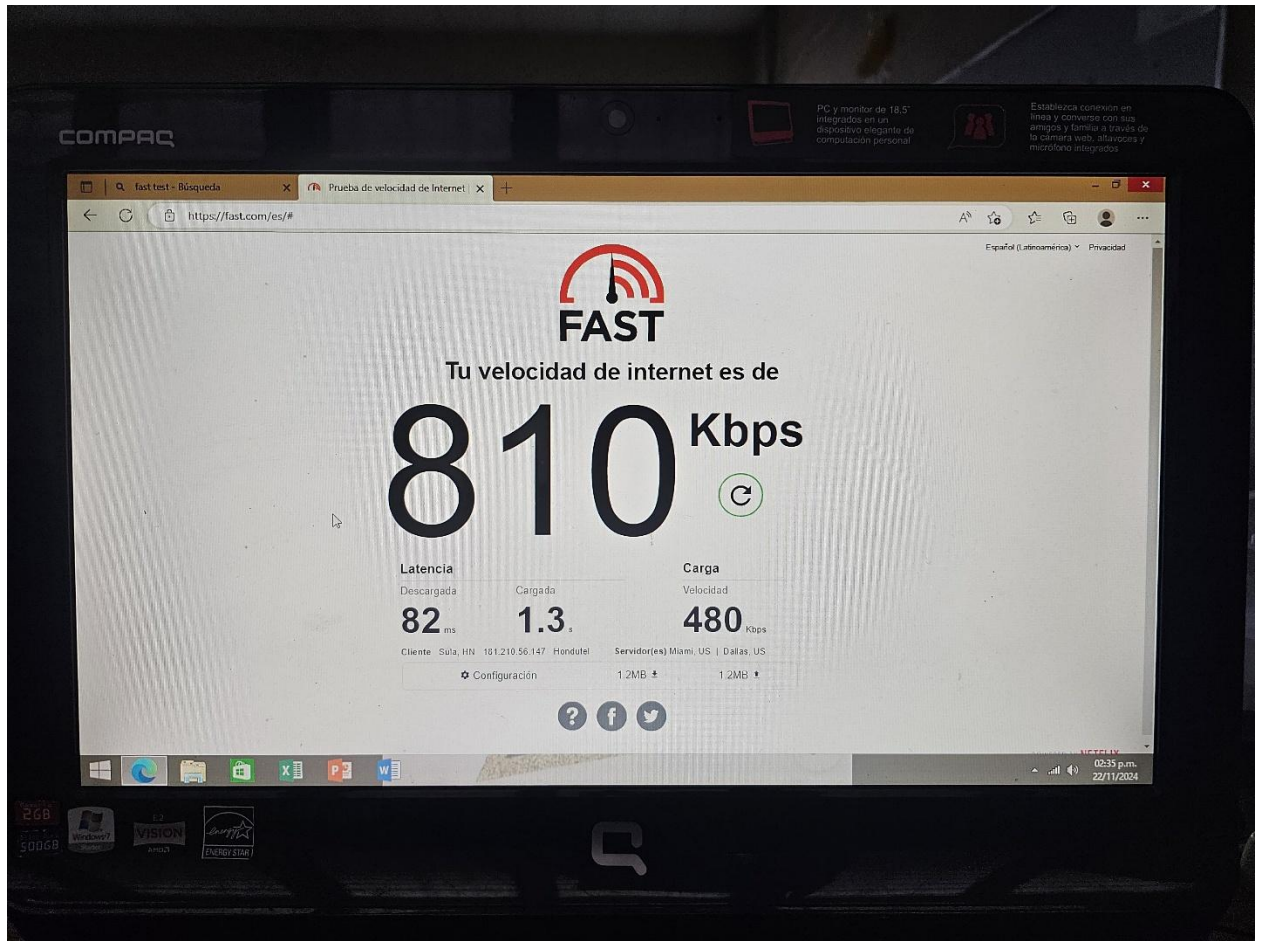 COMPAQ
PC y monitor de 18,5"
integrados en un
dispositivo elegante de
computación personal
Establezca conexión en
línea y converse con sus
amigos y familia a través de
la cámara web, altavoces y
micrófono integrados
fast test - Búsqueda
Prueba de velocidad de Internet
https://fast.com/es/#
Español (Latinoamérica) Privacidad
FAST
Tu velocidad de internet es de
810 Kbps
Latencia
Carga
Descargada Cargada Velocidad
82 ms 1.3 s 480 Kbps
Cliente Sula, HN 181.210.56.147 Hondutel Servidor(es) Miami, US | Dallas, US
Configuración 1.2MB 1.2MB
NETFLIX
02:35 p.m.
22/11/2024
2GB
500GB
Windows 7
VISION
AMD
energy
ENERGY STAR